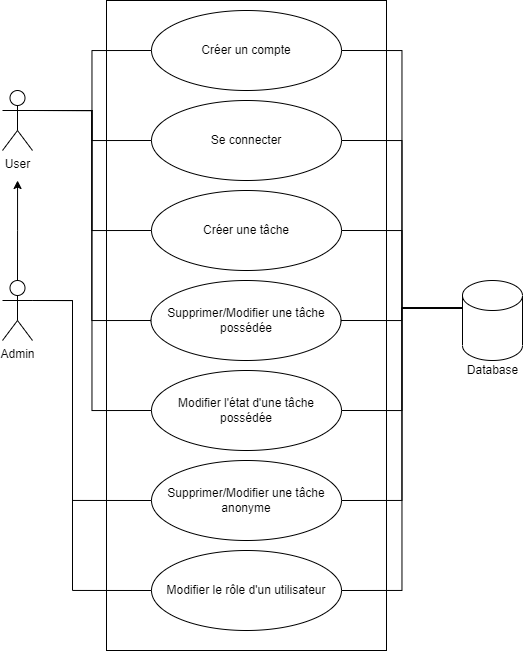 Créer un compte
Se connecter
User
Créer une tâche
Supprimer/Modifier une tâche
possédée
Admin
Database
Modifier l'état d'une tâche
possédée
Supprimer/Modifier une tâche
anonyme
Modifier le rôle d'un utilisateur